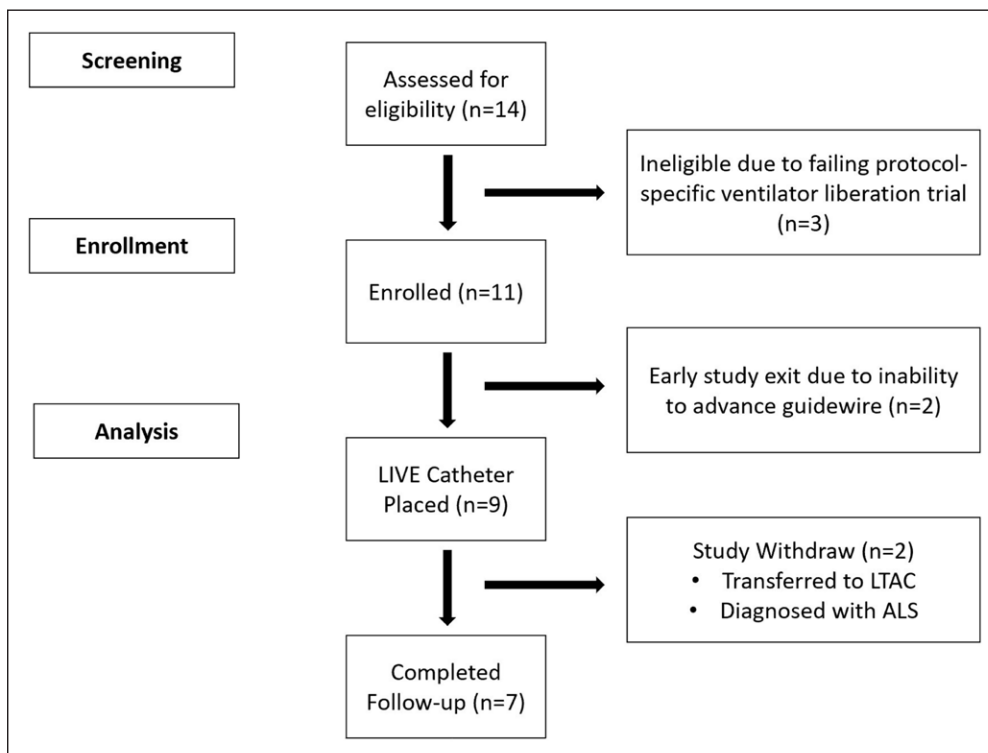 Screening
Assessed for
eligibility (n=14)
Ineligible due to failing protocol-
specific ventilator liberation trial
(n=3)
Enrollment
Enrolled (n=11)
Early study exit due to inability
to advance guidewire (n=2)
Analysis
LIVE Catheter
Placed (n=9)
Study Withdraw (n=2)
• Transferred to LTAC
• Diagnosed with ALS
Completed
Follow-up (n=7)